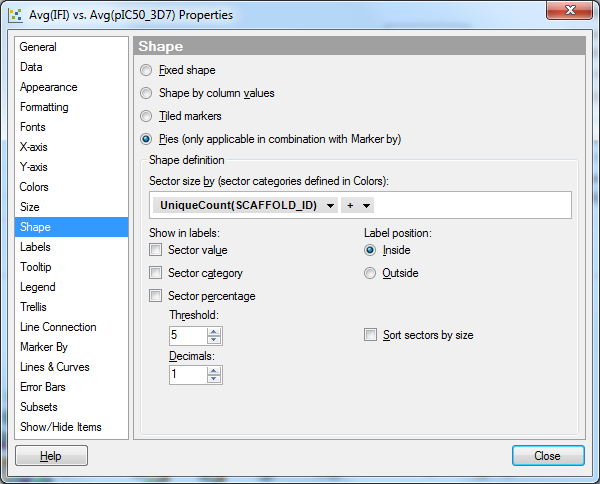 Avg(IFI) vs. Avg(pIC50_3D7) Properties
General
Data
Appearance
Formatting
Fonts
X-axis
Y-axis
Colors
Size
Shape
Labels
Tooltip
Legend
Trellis
Line Connection
Marker By
Lines & Curves
Error Bars
Subsets
Show/Hide Items
Shape
Fixed shape
Shape by column values
Tiled markers
Pies (only applicable in combination with Marker by)
Shape definition
Sector size by (sector categories defined in Colors):
UniqueCount(SCAFFOLD_ID) +
Show in labels:
Sector value
Sector category
Sector percentage
Threshold:
5
Decimals:
1
Label position:
Inside
Outside
Sort sectors by size
Help
Close